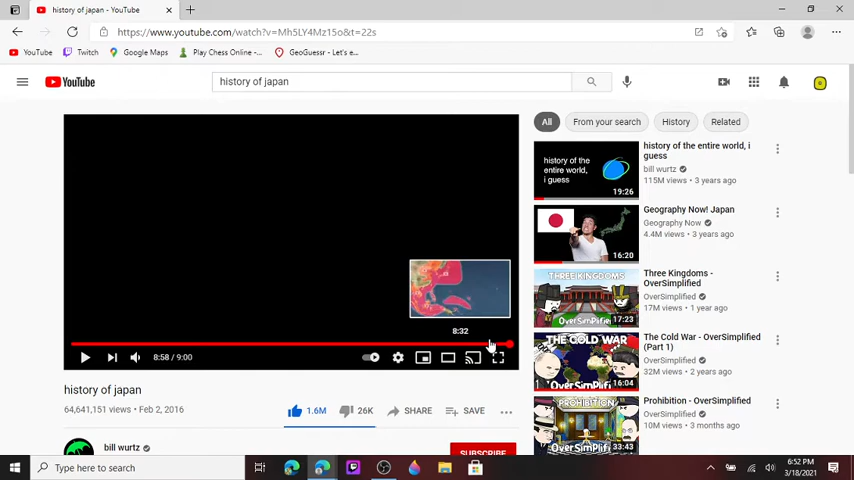 history of japan - YouTube
https://www.youtube.com/watch?v=Mh5LY4Mz15o&t=22s
YouTube
Twitch
Google Maps
Play Chess Online -...
GeoGuessr - Let's e...
YouTube
history of japan
All
From your search
History
Related
history of the entire world, i guess
bill wurtz
115M views • 3 years ago
history of the
entire world,
i guess
19:26
Geography Now! Japan
Geography Now
4.4M views • 3 years ago
16:20
Three Kingdoms -
OverSimplified
OverSimplified
17M views • 1 year ago
THREE KINGDOMS
OverSimplified
17:23
The Cold War - OverSimplified
(Part 1)
OverSimplified
32M views • 2 years ago
THE COLD WAR
16:04
Prohibition - OverSimplified
OverSimplified
10M views • 3 months ago
PROHIBITION
OverSimplified
33:43
8:32
8:58 / 9:00
history of japan
64,641,151 views • Feb 2, 2016
1.6M
26K
SHARE
SAVE
bill wurtz
SUBSCRIBE
Type here to search
6:52 PM
3/18/2021